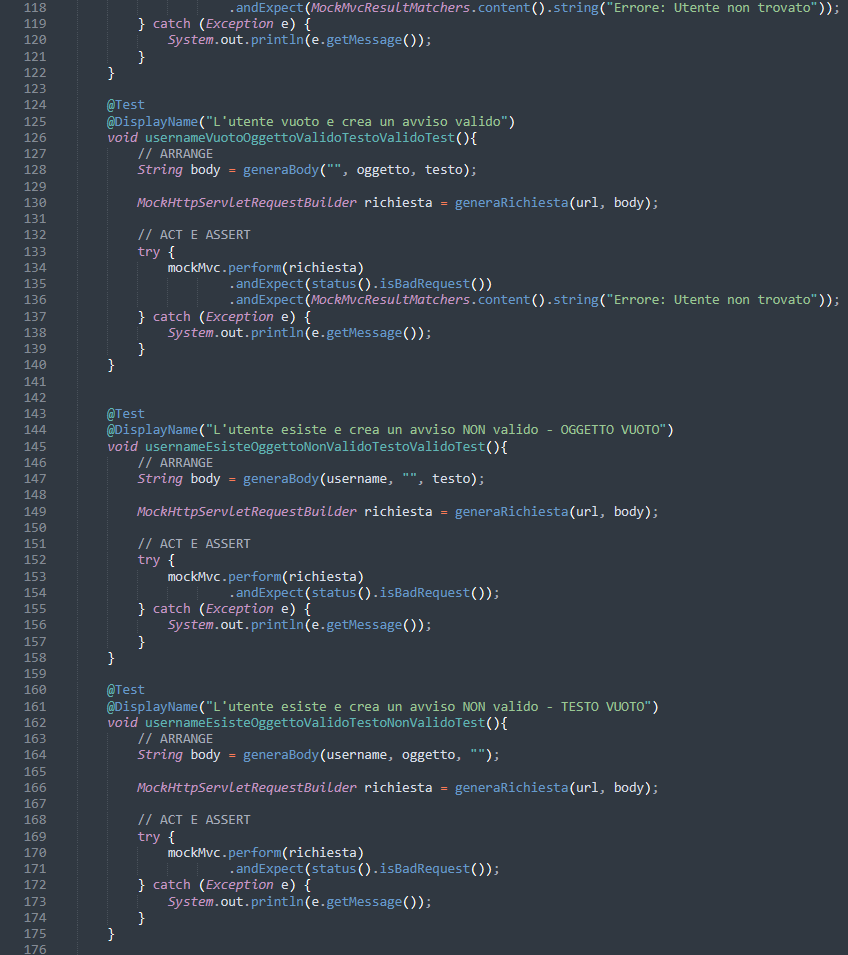 118 .andExpect(MockMvcResultMatchers.content().string("Errore: Utente non trovato"));
119 } catch (Exception e) {
120 System.out.println(e.getMessage());
121 }
122 }
123
124 @Test
125 @DisplayName("L'utente vuoto e crea un avviso valido")
126 void usernameVuotoOggettoValidoTestoValidoTest(){
127 // ARRANGE
128 String body = generaBody("", oggetto, testo);
129
130 MockHttpServletRequestBuilder richiesta = generaRichiesta(url, body);
131
132 // ACT E ASSERT
133 try {
134 mockMvc.perform(richiesta)
135 .andExpect(status().isBadRequest())
136 .andExpect(MockMvcResultMatchers.content().string("Errore: Utente non trovato"));
137 } catch (Exception e) {
138 System.out.println(e.getMessage());
139 }
140 }
141
142
143 @Test
144 @DisplayName("L'utente esiste e crea un avviso NON valido - OGGETTO VUOTO")
145 void usernameEsisteOggettoNonValidoTestoValidoTest(){
146 // ARRANGE
147 String body = generaBody(username, "", testo);
148
149 MockHttpServletRequestBuilder richiesta = generaRichiesta(url, body);
150
151 // ACT E ASSERT
152 try {
153 mockMvc.perform(richiesta)
154 .andExpect(status().isBadRequest());
155 } catch (Exception e) {
156 System.out.println(e.getMessage());
157 }
158 }
159
160 @Test
161 @DisplayName("L'utente esiste e crea un avviso NON valido - TESTO VUOTO")
162 void usernameEsisteOggettoValidoTestoNonValidoTest(){
163 // ARRANGE
164 String body = generaBody(username, oggetto, "");
165
166 MockHttpServletRequestBuilder richiesta = generaRichiesta(url, body);
167
168 // ACT E ASSERT
169 try {
170 mockMvc.perform(richiesta)
171 .andExpect(status().isBadRequest());
172 } catch (Exception e) {
173 System.out.println(e.getMessage());
174 }
175 }
176